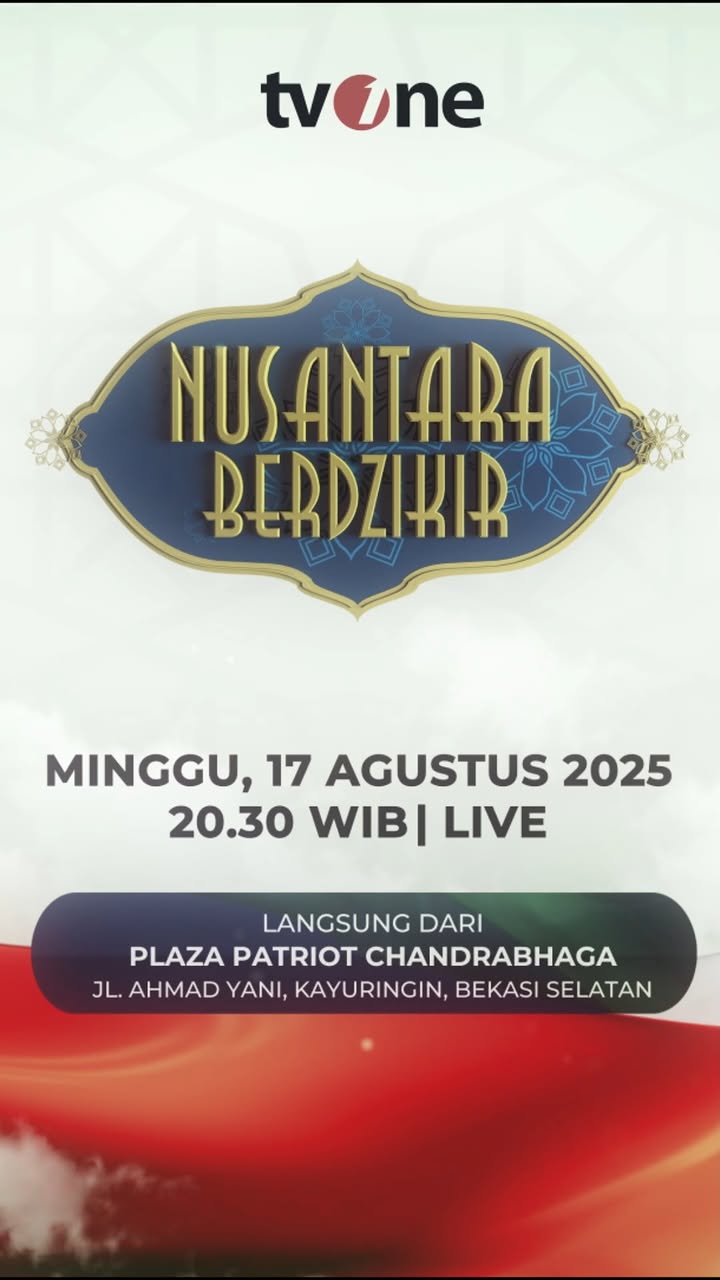 tvOne
NUSANTARA
BERDZIKIR
MINGGU, 17 AGUSTUS 2025
20.30 WIB| LIVE
LANGSUNG DARI
PLAZA PATRIOT CHANDRABHAGA
JL. AHMAD YANI, KAYURINGIN, BEKASI SELATAN